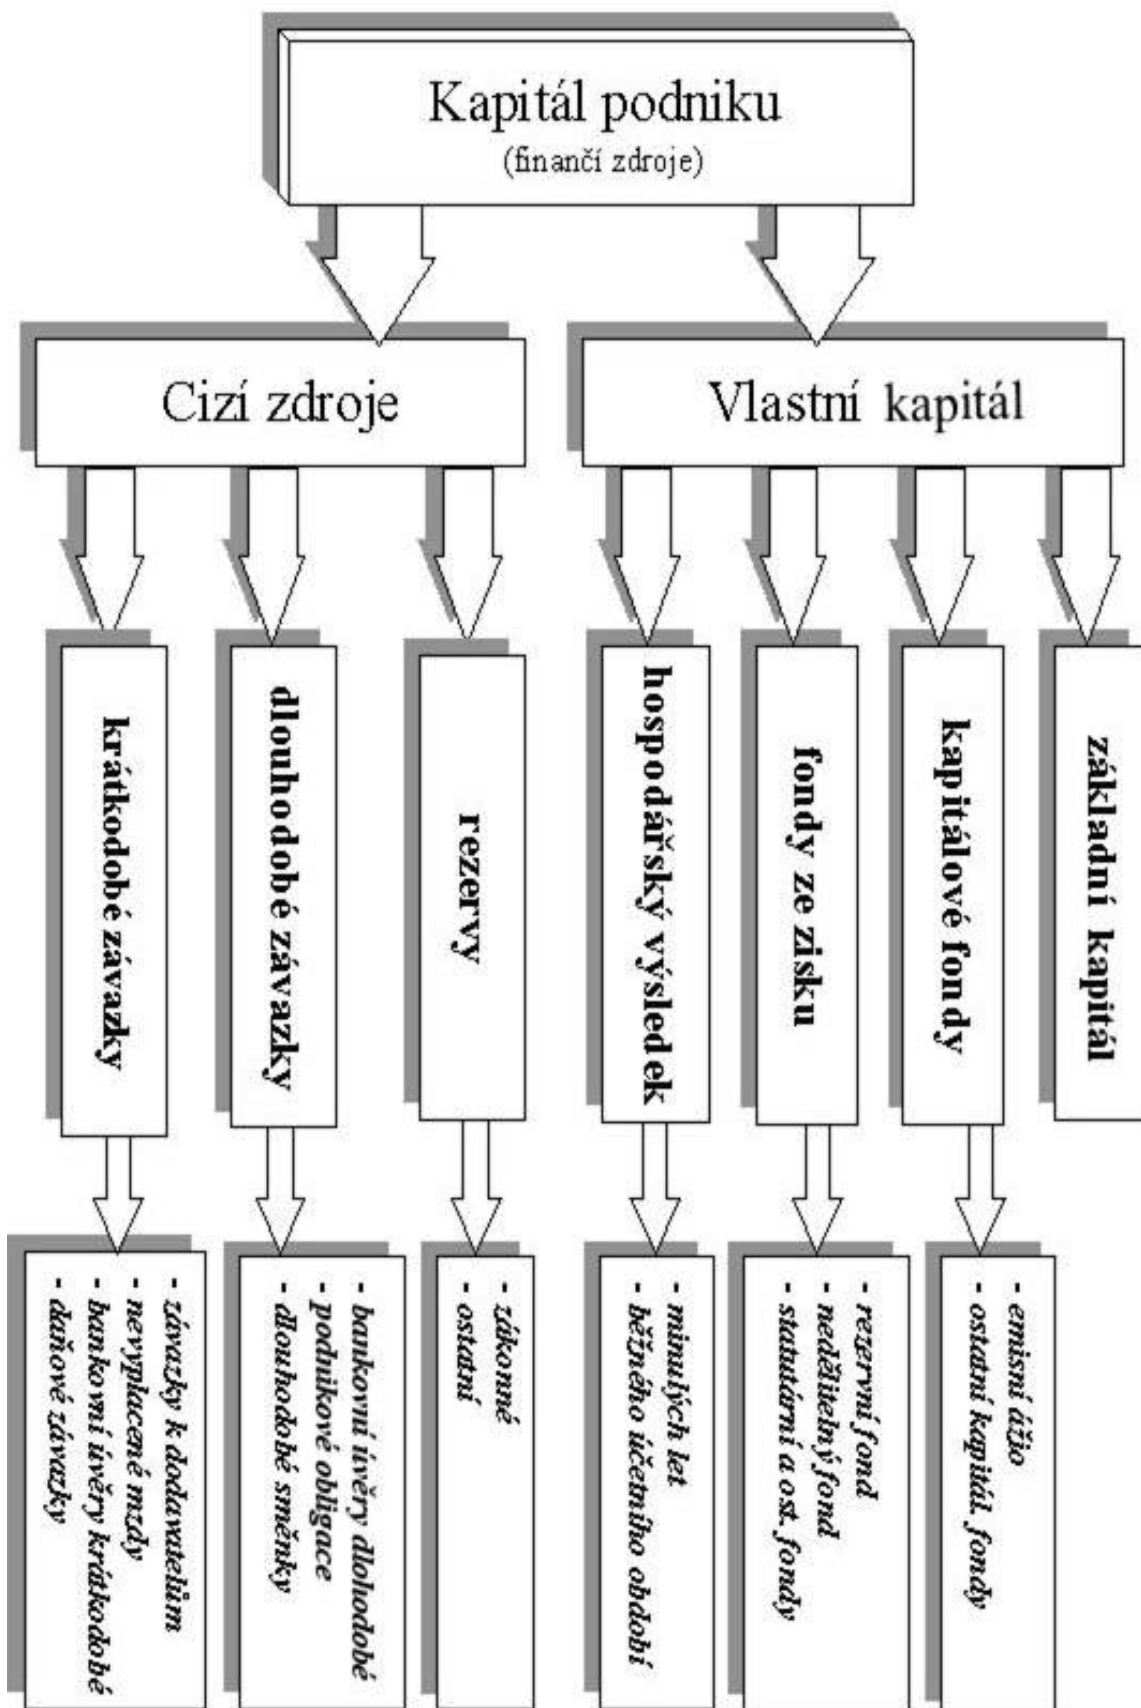 Kapitál podniku
(finančí zdroje)
Cizí zdroje
Vlastní kapitál
krátkodobé závazky
dlouhodobé závazky
rezervy
hospodářský výsledek
fondy ze zisku
kapitálové fondy
základní kapitál
- závazky k dodavatelům
- nevyplacené mzdy
- bankovní úvěry krátkodobé
- daňové závazky
- bankovní úvěry dlohodobé
- podnikové obligace
- dlouhodobé směnky
- zákonné
- ostatní
- minulých let
- běžného účetního období
- rezervní fond
- nedělitelný fond
- statutární a ost. fondy
- emisní ážio
- ostatní kapitál. fondy